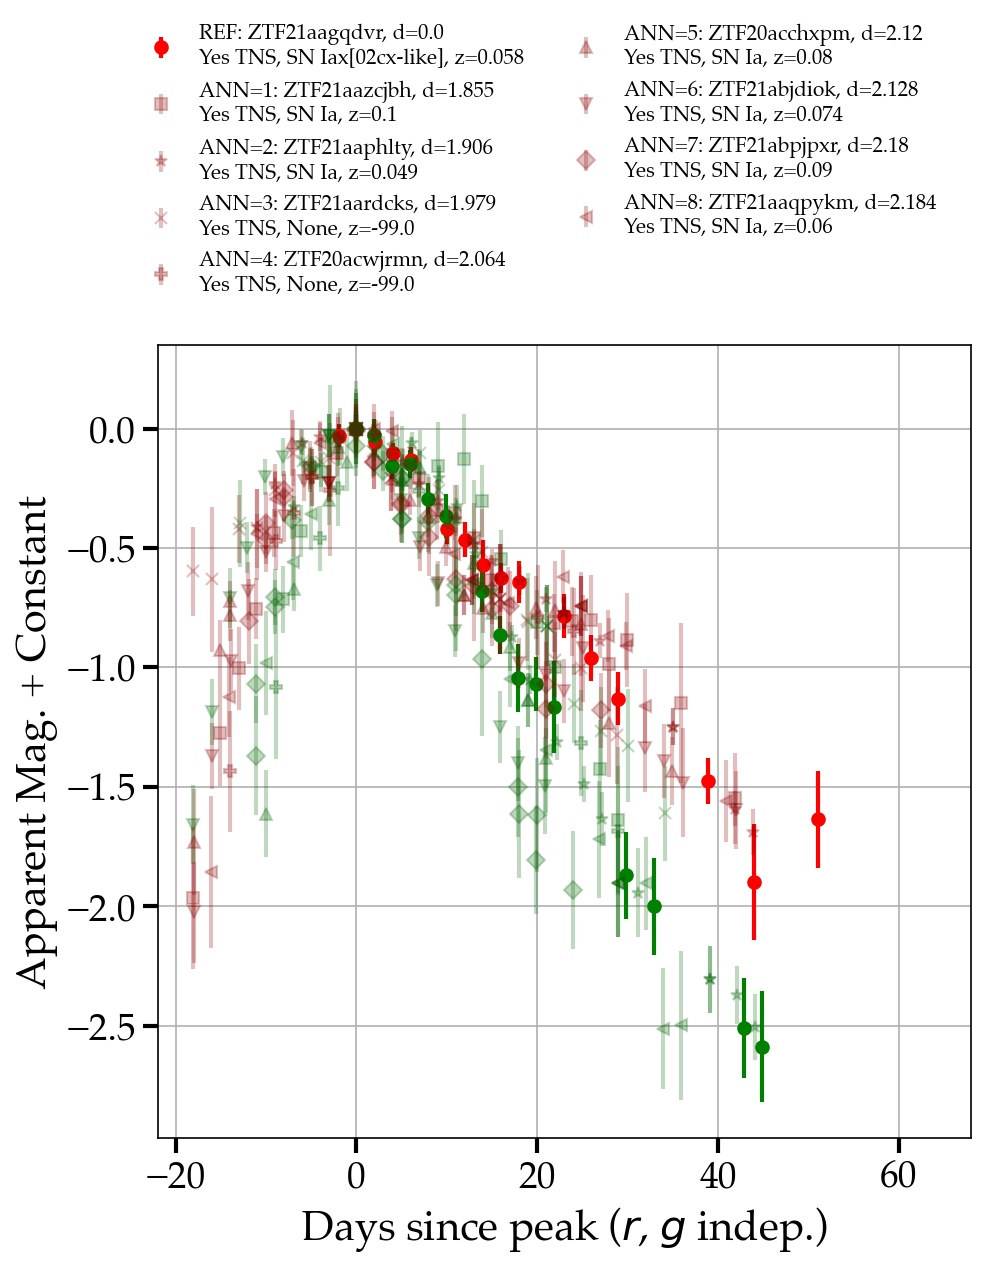 REF: ZTF21aagqdvr, d=0.0
Yes TNS, SN Iax[02cx-like], z=0.058
ANN=1: ZTF21aazcjbh, d=1.855
Yes TNS, SN Ia, z=0.1
ANN=2: ZTF21aaphlty, d=1.906
Yes TNS, SN Ia, z=0.049
ANN=3: ZTF21aardcks, d=1.979
Yes TNS, None, z=-99.0
ANN=4: ZTF20acwjrmn, d=2.064
Yes TNS, None, z=-99.0
ANN=5: ZTF20acchxpm, d=2.12
Yes TNS, SN Ia, z=0.08
ANN=6: ZTF21abjdiok, d=2.128
Yes TNS, SN Ia, z=0.074
ANN=7: ZTF21abpjpxr, d=2.18
Yes TNS, SN Ia, z=0.09
ANN=8: ZTF21aaqpykm, d=2.184
Yes TNS, SN Ia, z=0.06
Apparent Mag. + Constant
0.0
−0.5
−1.0
−1.5
−2.0
−2.5
−20 0 20 40 60
Days since peak (r, g indep.)